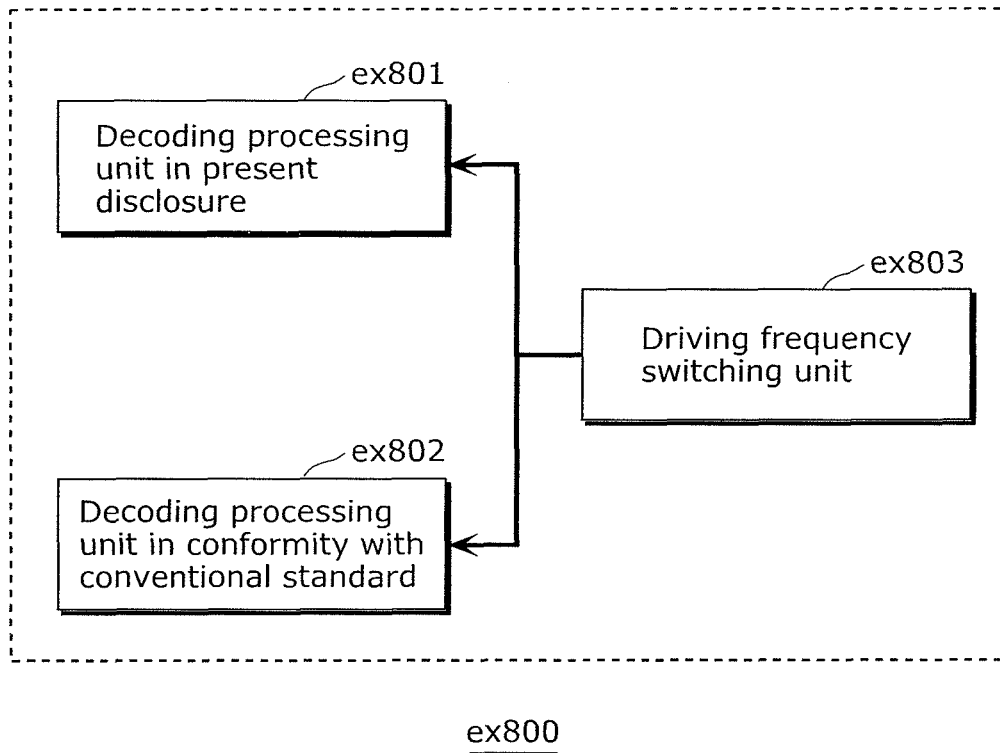 ex801
Decoding processing
unit in present
disclosure
ex803
Driving frequency
switching unit
ex802
Decoding processing
unit in conformity with
conventional standard
ex800